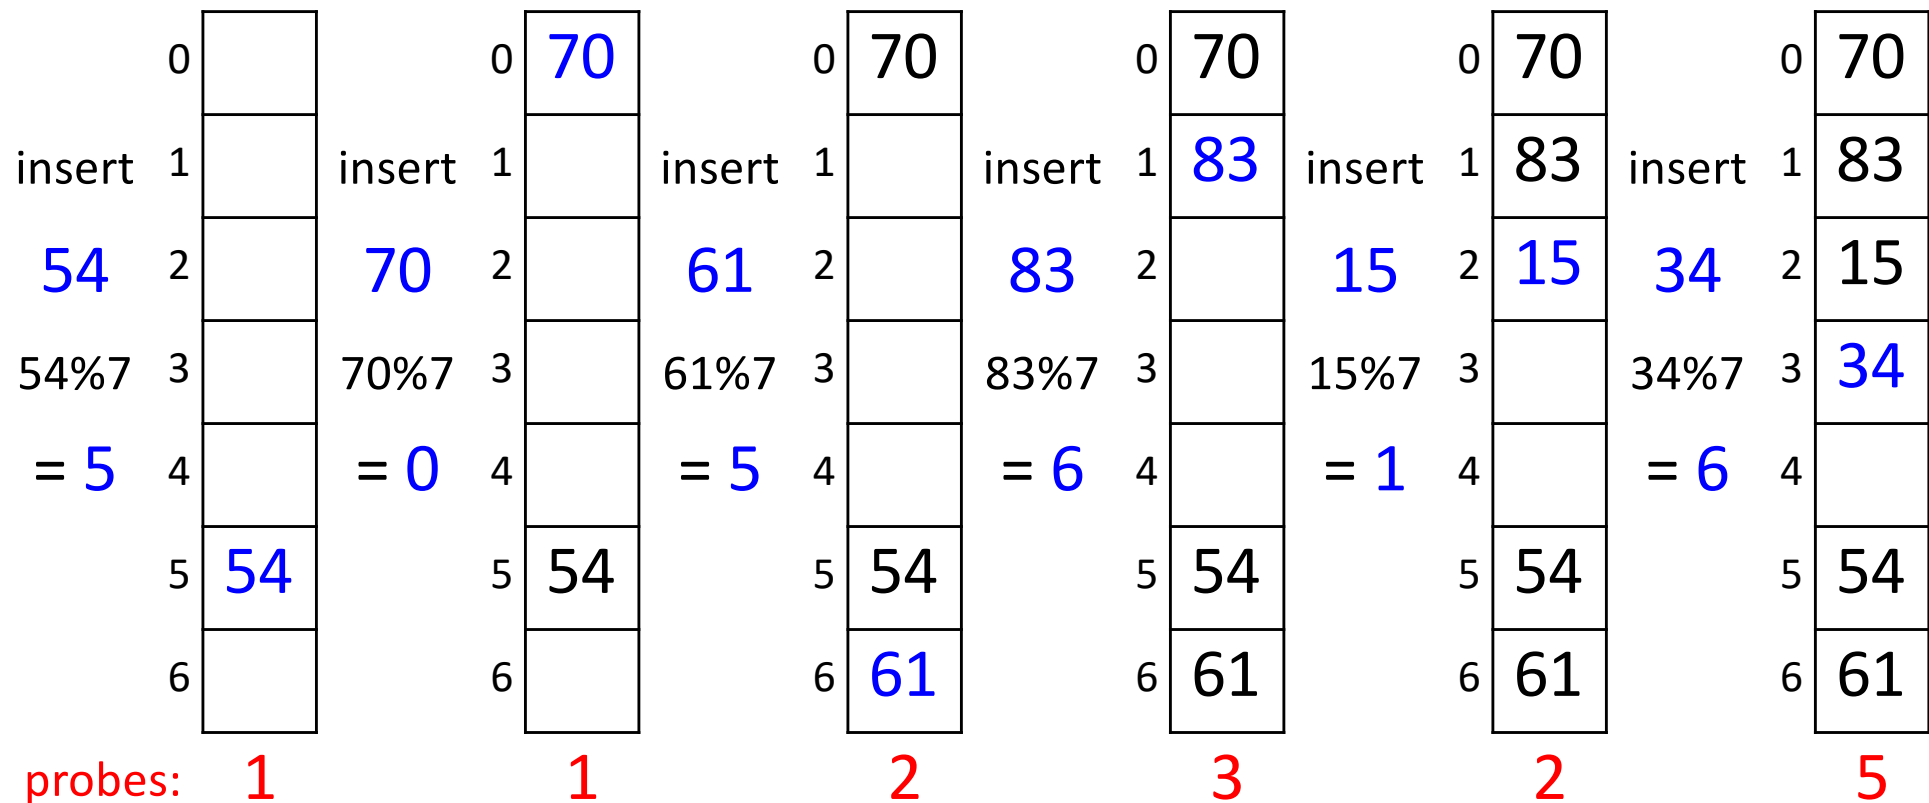 0 0 70 0 70 0 70 0 70 0 70
insert 1 insert 1 insert 1 insert 1 83 insert 1 83 insert 1 83
54 2 70 2 61 2 83 2 15 2 15 34 2 15
54%7 3 70%7 3 61%7 3 83%7 3 15%7 3 34%7 3 34
= 5 4 = 0 4 = 5 4 = 6 4 = 1 4 = 6 4
5 54 5 54 5 54 5 54 5 54 5 54
6 6 6 61 6 61 6 61 6 61
probes: 1 1 2 3 2 5